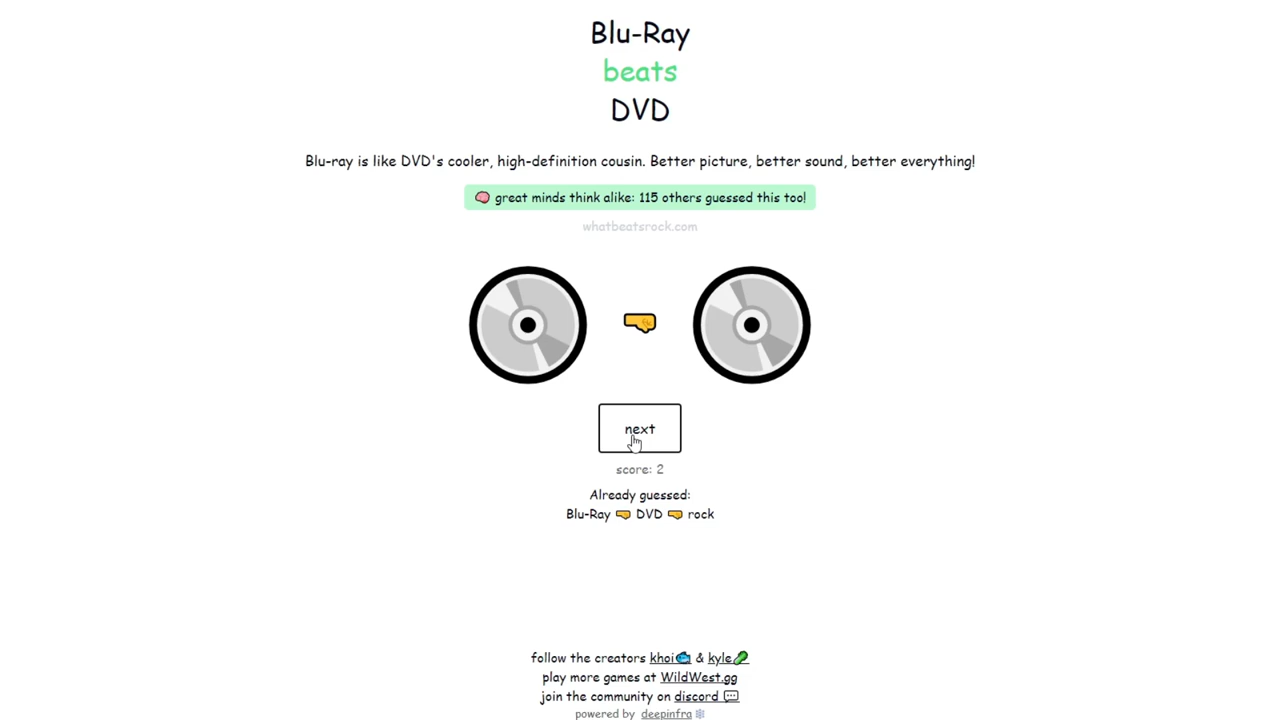 Blu-Ray
beats
DVD
Blu-ray is like DVD's cooler, high-definition cousin. Better picture, better sound, better everything!
great minds think alike: 115 others guessed this too!
whatbeatsrock.com
next
score: 2
Already guessed:
Blu-Ray 🤜 DVD 🤜 rock
follow the creators khoi🐟 & kyle🥒
play more games at WildWest.gg
join the community on discord 💬
powered by deepinfra